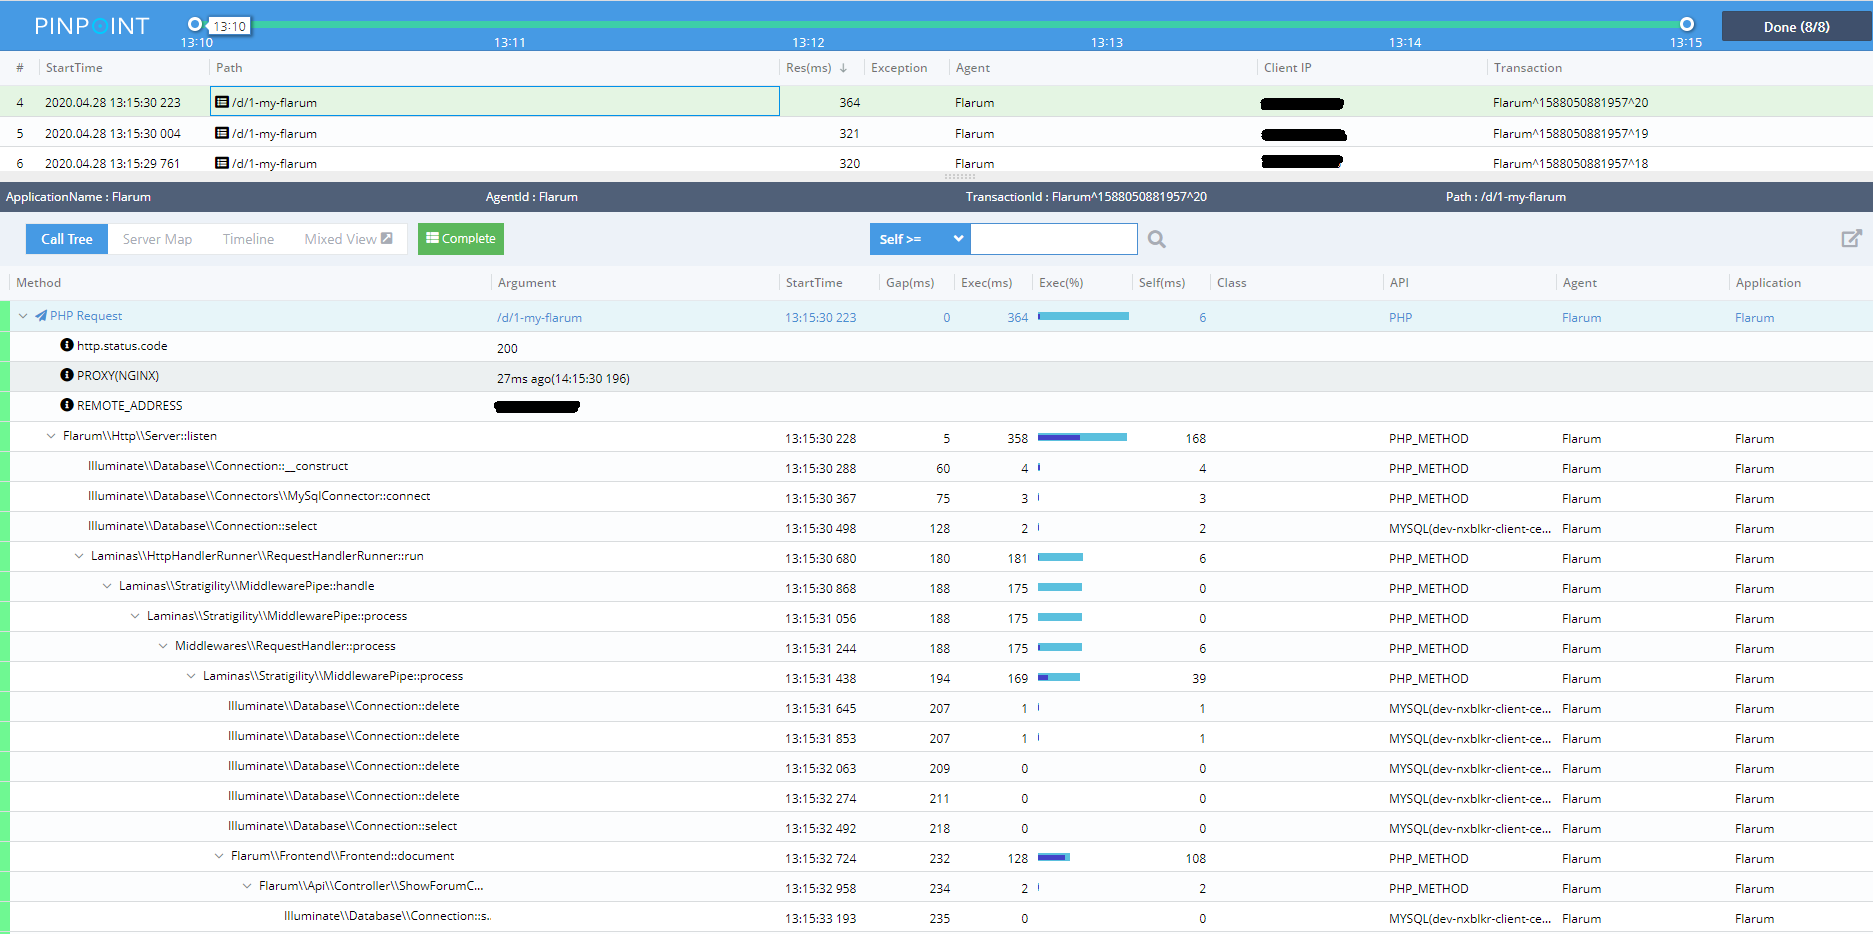 PINPOINT 13:10 Done (8/8)
13:10 13:11 13:12 13:13 13:14 13:15
# StartTime Path Res(ms) Exception Agent Client IP Transaction
4 2020.04.28 13:15:30 223 /d/1-my-flarum 364 Flarum Flarum^1588050881957^20
5 2020.04.28 13:15:30 004 /d/1-my-flarum 321 Flarum Flarum^1588050881957^19
6 2020.04.28 13:15:29 761 /d/1-my-flarum 320 Flarum Flarum^1588050881957^18
ApplicationName : Flarum AgentId : Flarum TransactionId : Flarum^1588050881957^20 Path : /d/1-my-flarum
Call Tree Server Map Timeline Mixed View Complete Self >=
Method Argument StartTime Gap(ms) Exec(ms) Exec(%) Self(ms) Class API Agent Application
PHP Request /d/1-my-flarum 13:15:30 223 0 364 6 PHP Flarum Flarum
http.status.code 200
PROXY(NGINX) 27ms ago(14:15:30 196)
REMOTE_ADDRESS
Flarum\\Http\\Server::listen 13:15:30 228 5 358 168 PHP_METHOD Flarum Flarum
Illuminate\\Database\\Connection::__construct 13:15:30 288 60 4 4 PHP_METHOD Flarum Flarum
Illuminate\\Database\\Connectors\\MySqlConnector::connect 13:15:30 367 75 3 3 PHP_METHOD Flarum Flarum
Illuminate\\Database\\Connection::select 13:15:30 498 128 2 2 MYSQL(dev-nxblkr-client-ce... Flarum Flarum
Laminas\\HttpHandlerRunner\\RequestHandlerRunner::run 13:15:30 680 180 181 6 PHP_METHOD Flarum Flarum
Laminas\\Stratigility\\MiddlewarePipe::handle 13:15:30 868 188 175 0 PHP_METHOD Flarum Flarum
Laminas\\Stratigility\\MiddlewarePipe::process 13:15:31 056 188 175 0 PHP_METHOD Flarum Flarum
Middlewares\\RequestHandler::process 13:15:31 244 188 175 6 PHP_METHOD Flarum Flarum
Laminas\\Stratigility\\MiddlewarePipe::process 13:15:31 438 194 169 39 PHP_METHOD Flarum Flarum
Illuminate\\Database\\Connection::delete 13:15:31 645 207 1 1 MYSQL(dev-nxblkr-client-ce... Flarum Flarum
Illuminate\\Database\\Connection::delete 13:15:31 853 207 1 1 MYSQL(dev-nxblkr-client-ce... Flarum Flarum
Illuminate\\Database\\Connection::delete 13:15:32 063 209 0 0 MYSQL(dev-nxblkr-client-ce... Flarum Flarum
Illuminate\\Database\\Connection::delete 13:15:32 274 211 0 0 MYSQL(dev-nxblkr-client-ce... Flarum Flarum
Illuminate\\Database\\Connection::select 13:15:32 492 218 0 0 MYSQL(dev-nxblkr-client-ce... Flarum Flarum
Flarum\\Frontend\\Frontend::document 13:15:32 724 232 128 108 PHP_METHOD Flarum Flarum
Flarum\\Api\\Controller\\ShowForumC... 13:15:32 958 234 2 2 PHP_METHOD Flarum Flarum
Illuminate\\Database\\Connection::s.. 13:15:33 193 235 0 0 MYSQL(dev-nxblkr-client-ce... Flarum Flarum